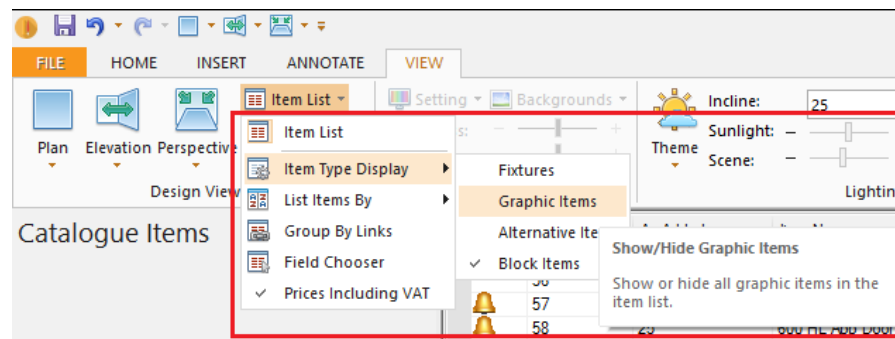 FILE HOME INSERT ANNOTATE VIEW
Item List Setting Backgrounds Incline: 25
Item List s: Sunlight:
Plan Elevation Perspective Theme Scene:
Item Type Display Fixtures
Design View Lightin
List Items By Graphic Items
Catalogue Items Group By Links Alternative Ite
Show/Hide Graphic Items
Field Chooser Block Items
Show or hide all graphic items in the
item list.
Prices Including VAT 57
58 25 600 HL App Door